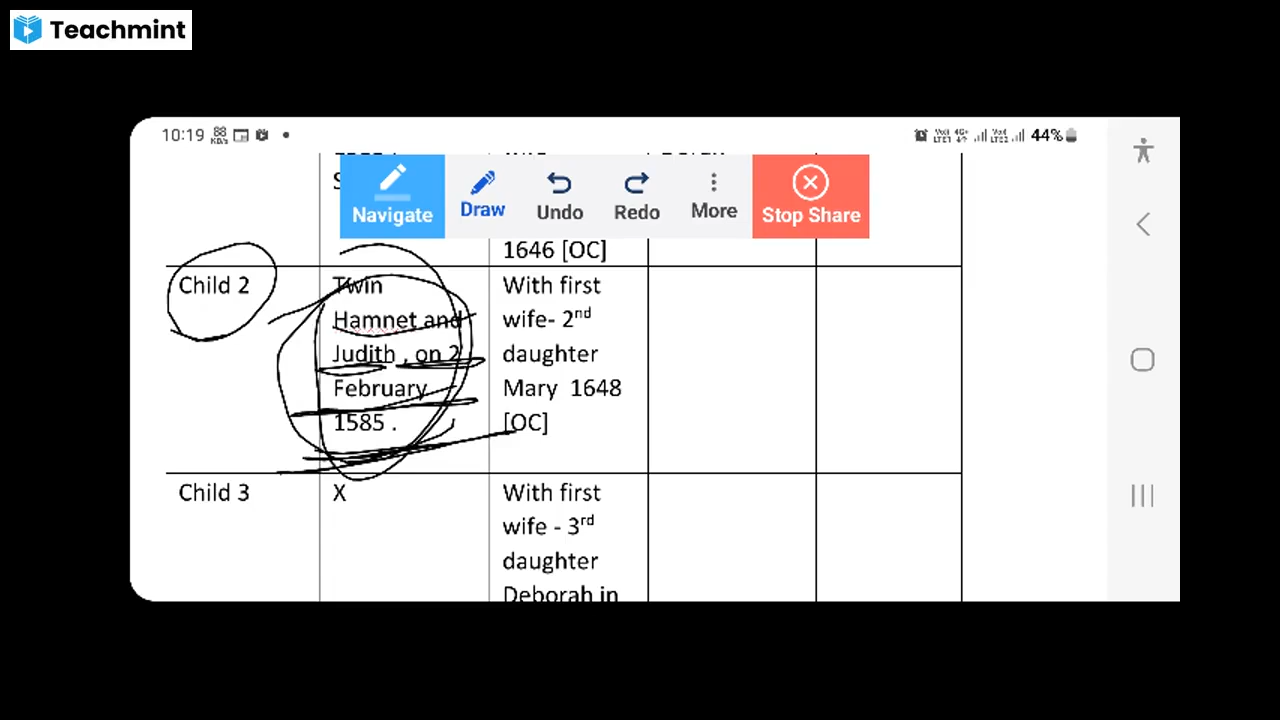 Teachmint
10:19 88 KB/s 44%
Navigate Draw Undo Redo More Stop Share
1646 [OC]
Child 2
Twin
Hamnet and
Judith , on 2
February
1585 .
With first
wife- 2nd
daughter
Mary 1648
[OC]
Child 3
X
With first
wife - 3rd
daughter
Deborah in